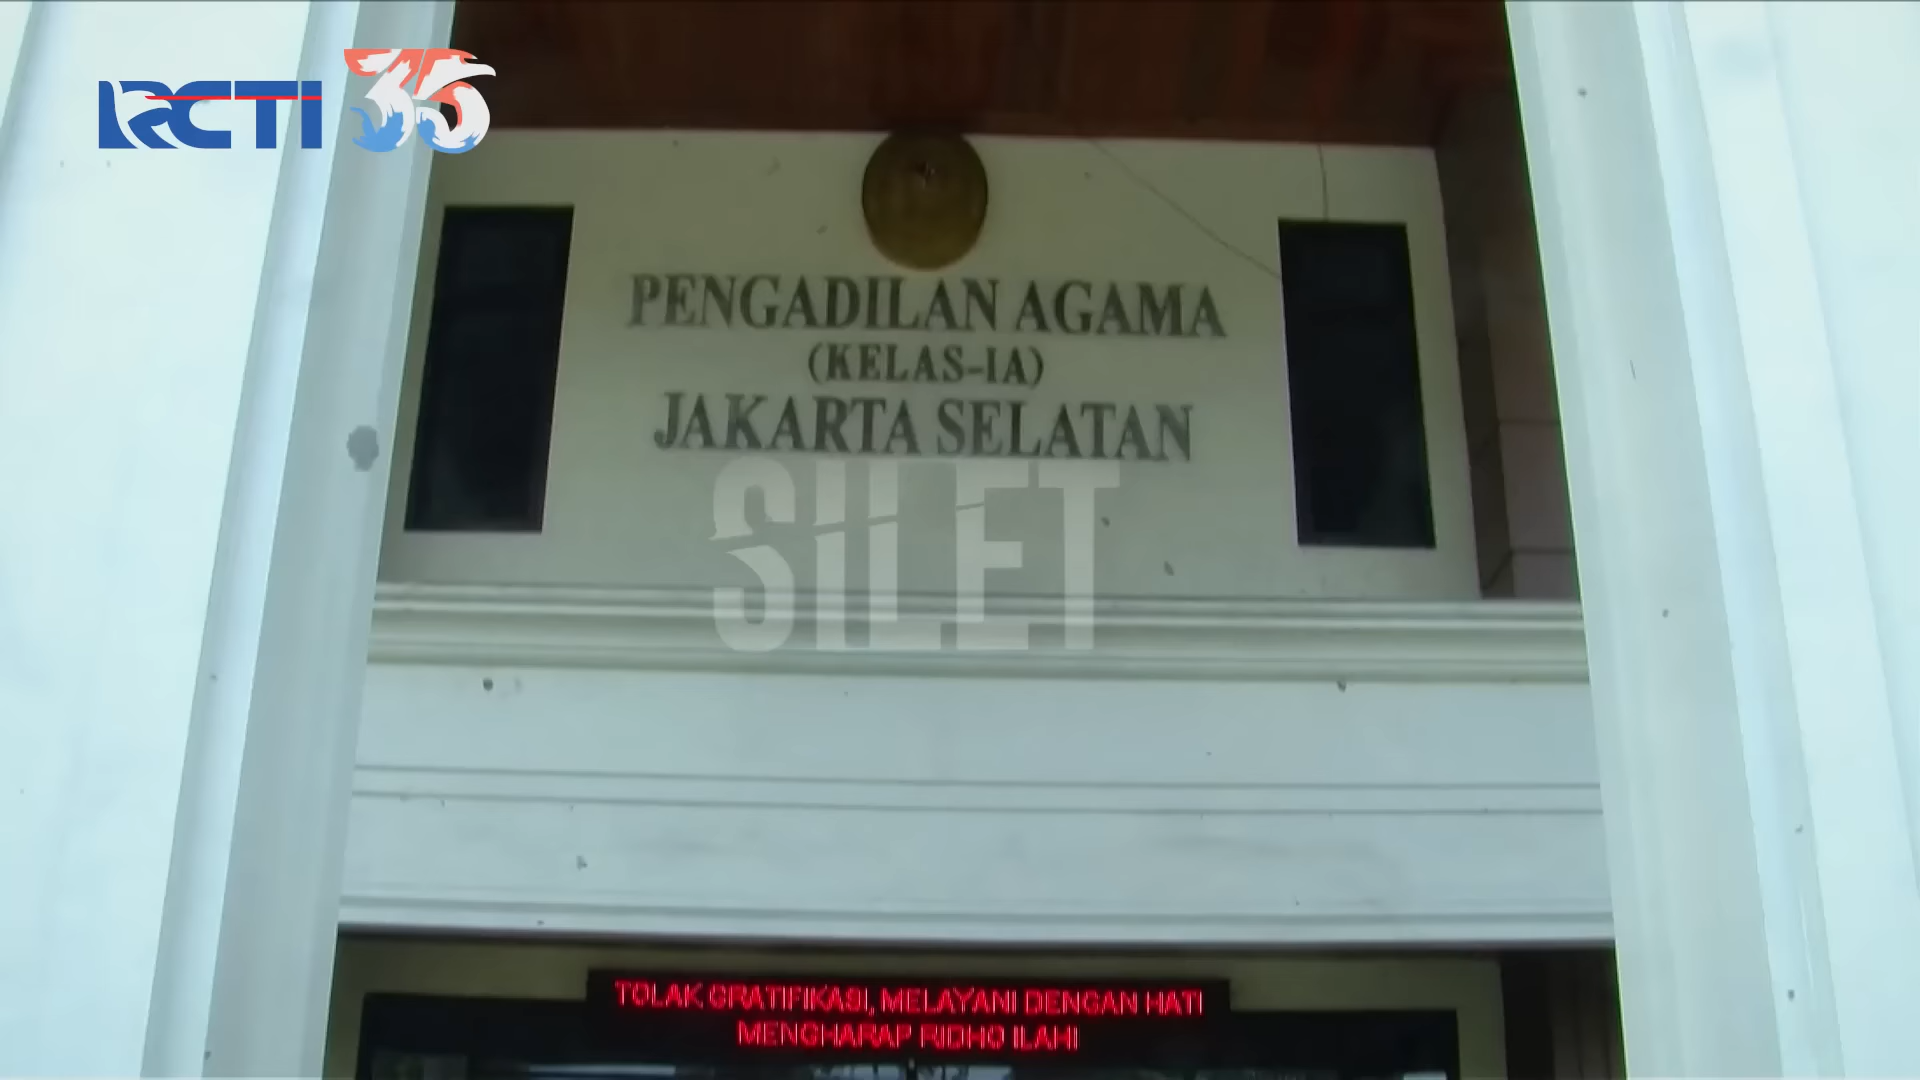 RCTI 35
PENGADILAN AGAMA
(KELAS-IA)
JAKARTA SELATAN
SILET
TOLAK GRATIFIKASI, MELAYANI DENGAN HATI
MENGHARAP RIDHO ILAHI